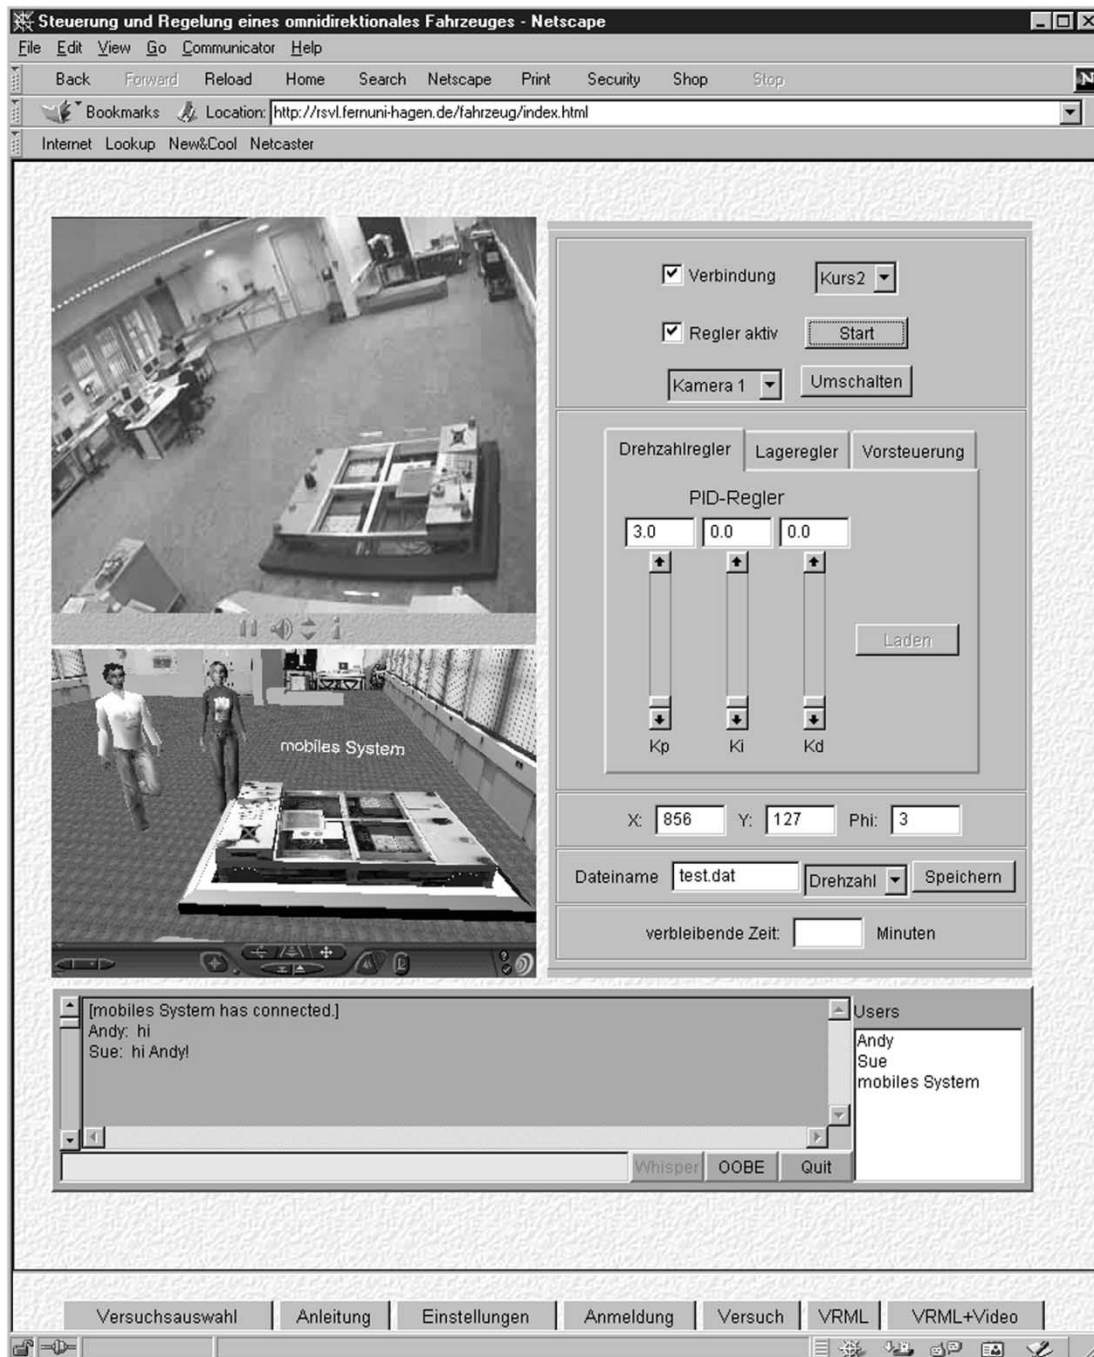 Steuerung und Regelung eines omnidirektionales Fahrzeuges - Netscape
File Edit View Go Communicator Help
Back Forward Reload Home Search Netscape Print Security Shop Stop
N
Bookmarks Location: http://rsvl.fernuni-hagen.de/fahrzeug/index.html
Internet Lookup New&Cool Netcaster
Verbindung Kurs2
Regler aktiv Start
Kamera 1 Umschalten
Drehzahlregler Lageregler Vorsteuerung
PID-Regler
3.0 0.0 0.0
Laden
Kp Ki Kd
mobiles System
X: 856 Y: 127 Phi: 3
Dateiname test.dat Drehzahl Speichern
verbleibende Zeit: Minuten
[mobiles System has connected.]
Andy: hi
Sue: hi Andy!
Users
Andy
Sue
mobiles System
Whisper OOBE Quit
Versuchsauswahl Anleitung Einstellungen Anmeldung Versuch VRML VRML+Video